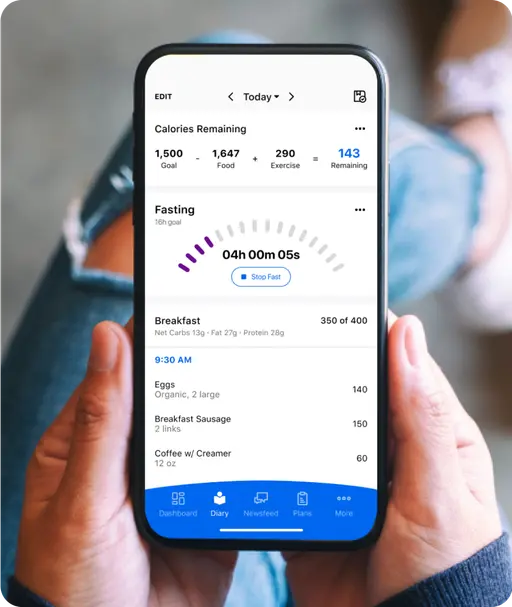 EDIT
Today
Calories Remaining
1,500 - 1,647 + 290 = 143
Goal Food Exercise Remaining
Fasting
16h goal
04h 00m 05s
Stop Fast
Breakfast 350 of 400
Net Carbs 13g · Fat 27g · Protein 28g
9:30 AM
Eggs 140
Organic, 2 large
Breakfast Sausage 150
2 links
Coffee w/ Creamer 60
12 oz
Dashboard Diary Newsfeed Plans More